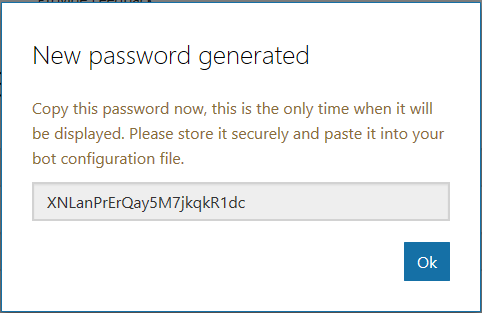 New password generated
Copy this password now, this is the only time when it will
be displayed. Please store it securely and paste it into your
bot configuration file.
XNLanPrErQay5M7jkqkR1dc
Ok